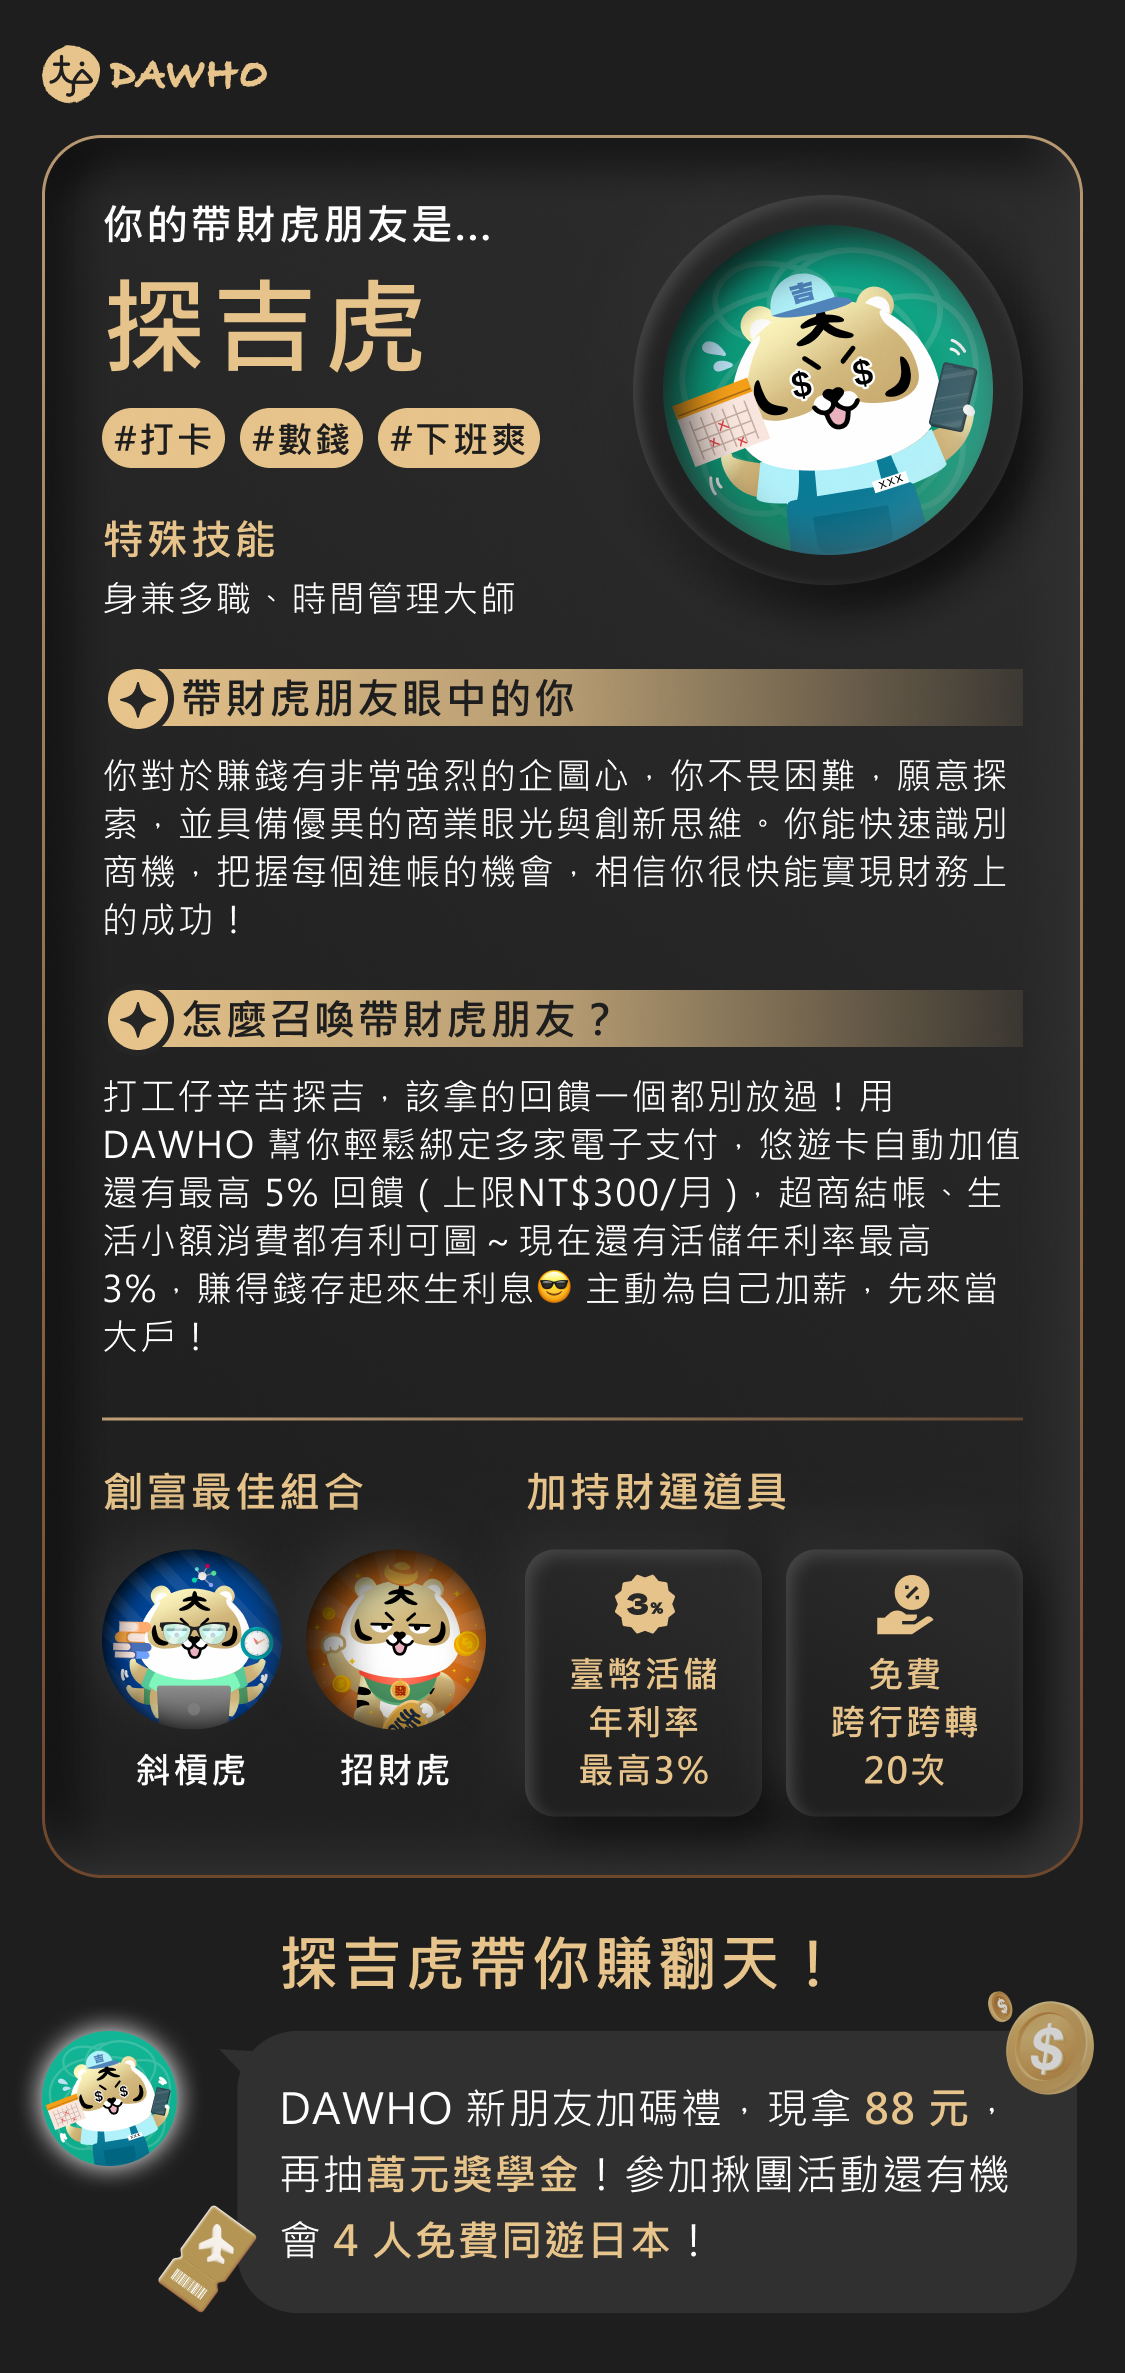 大戶 DAWHO
你的帶財虎朋友是...
探吉虎
#打卡 #數錢 #下班爽
吉
$ $
XXX
特殊技能
身兼多職、時間管理大師
帶財虎朋友眼中的你
你對於賺錢有非常強烈的企圖心，你不畏困難，願意探
索，並具備優異的商業眼光與創新思維。你能快速識別
商機，把握每個進帳的機會，相信你很快能實現財務上
的成功！
怎麼召喚帶財虎朋友？
打工仔辛苦探吉，該拿的回饋一個都別放過！用
DAWHO 幫你輕鬆綁定多家電子支付，悠遊卡自動加值
還有最高 5% 回饋（上限NT$300/月），超商結帳、生
活小額消費都有利可圖～現在還有活儲年利率最高
3%，賺得錢存起來生利息😎 主動為自己加薪，先來當
大戶！
創富最佳組合
斜槓虎
發
招財虎
加持財運道具
3%
臺幣活儲
年利率
最高3%
%
免費
跨行跨轉
20次
探吉虎帶你賺翻天！
$
$
DAWHO 新朋友加碼禮，現拿 88 元，
再抽萬元獎學金！參加揪團活動還有機
會 4 人免費同遊日本！